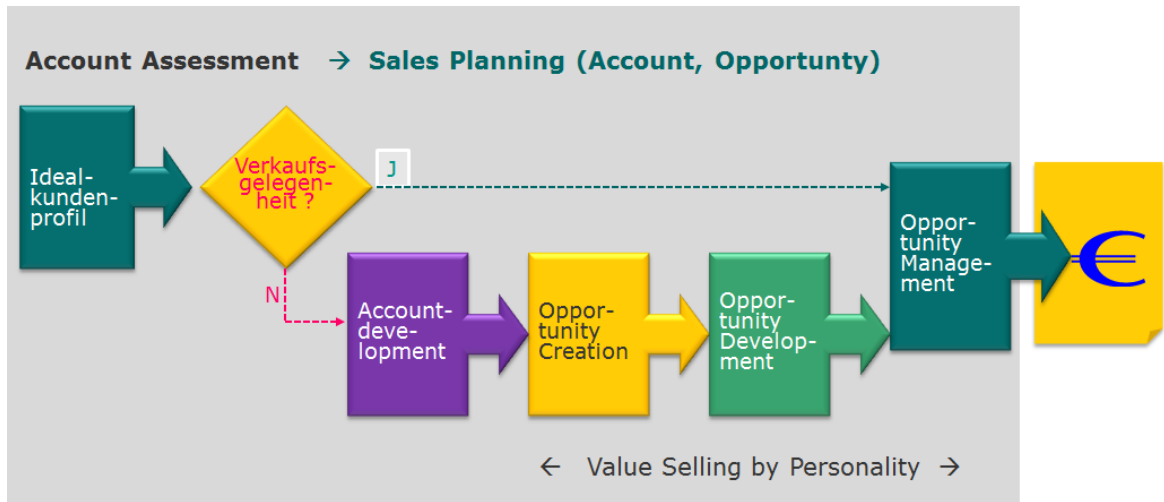 Account Assessment → Sales Planning (Account, Opportunty)
Ideal-
kunden-
profil
Verkaufs-
gelegen-
heit ?
J
N
Account-
deve-
lopment
Oppor-
tunity
Creation
Oppor-
tunity
Develop-
ment
Oppor-
tunity
Manage-
ment
€
← Value Selling by Personality →